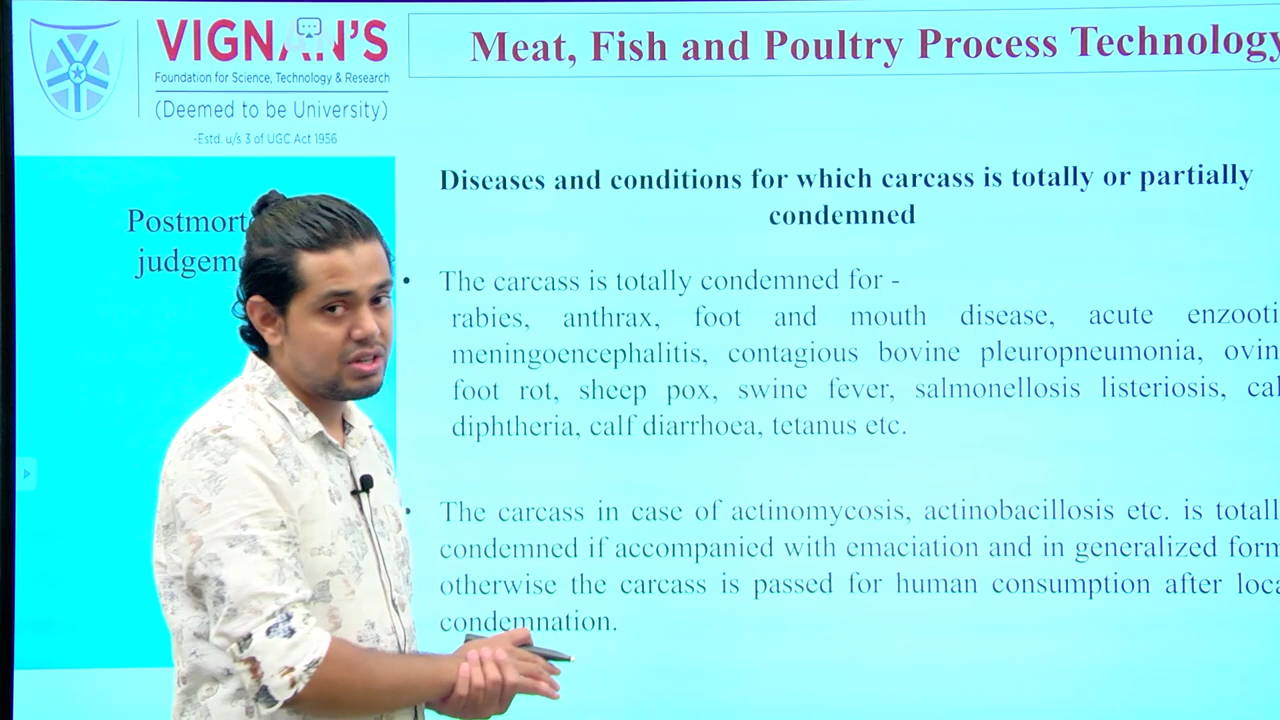 VIGNAN'S
Foundation for Science, Technology & Research
(Deemed to be University)
-Estd. u/s 3 of UGC Act 1956
Meat, Fish and Poultry Process Technology
Postmort
judgem
Diseases and conditions for which carcass is totally or partially
condemned
• The carcass is totally condemned for -
rabies, anthrax, foot and mouth disease, acute enzooti
meningoencephalitis, contagious bovine pleuropneumonia, ovin
foot rot, sheep pox, swine fever, salmonellosis listeriosis, cal
diphtheria, calf diarrhoea, tetanus etc.
• The carcass in case of actinomycosis, actinobacillosis etc. is totall
condemned if accompanied with emaciation and in generalized form
otherwise the carcass is passed for human consumption after loca
condemnation.